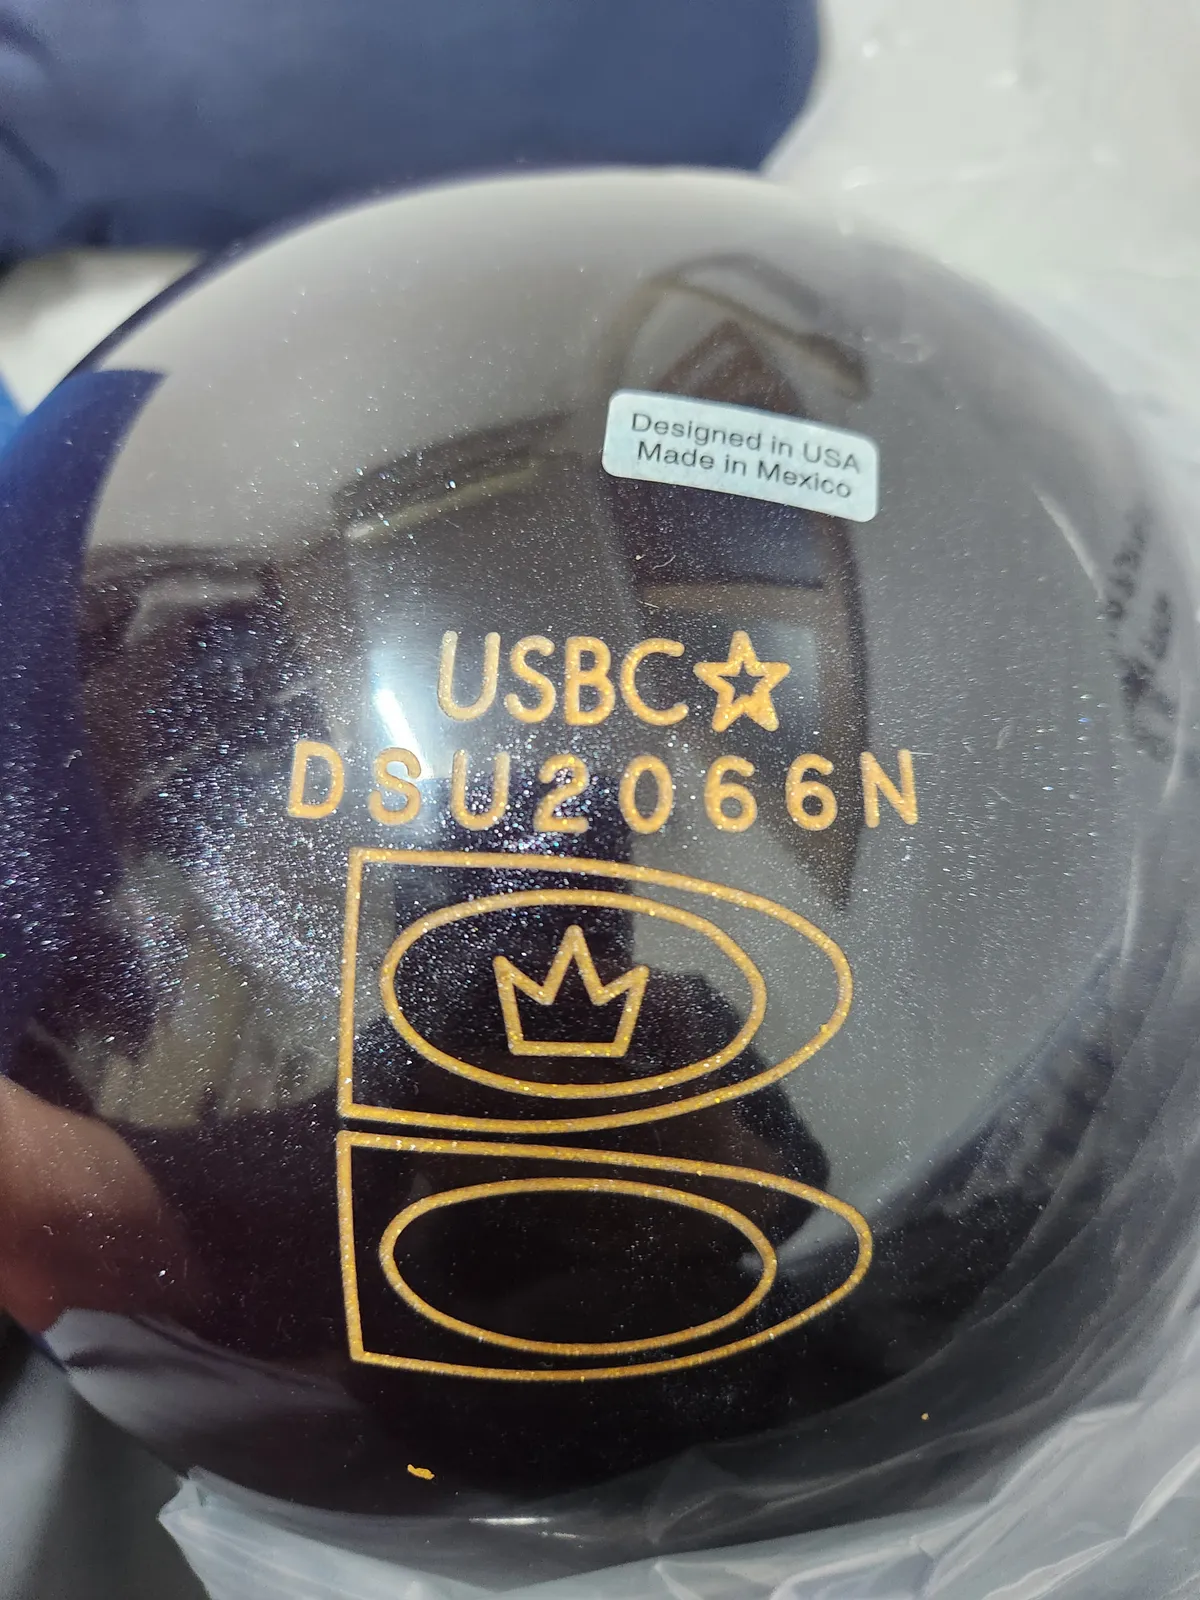 Designed in USA
Made in Mexico
USBC
DSU2066N